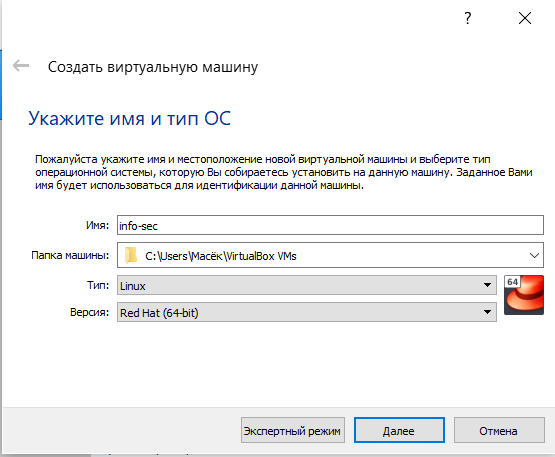 ?
Создать виртуальную машину
Укажите имя и тип ОС
Пожалуйста укажите имя и местоположение новой виртуальной машины и выберите тип
операционной системы, которую Вы собираетесь установить на данную машину. Заданное Вами
имя будет использоваться для идентификации данной машины.
Имя: info-sec
Папка машины: C:\Users\Масёк\VirtualBox VMs
Тип: Linux 64
Версия: Red Hat (64-bit)
Экспертный режим Далее Отмена